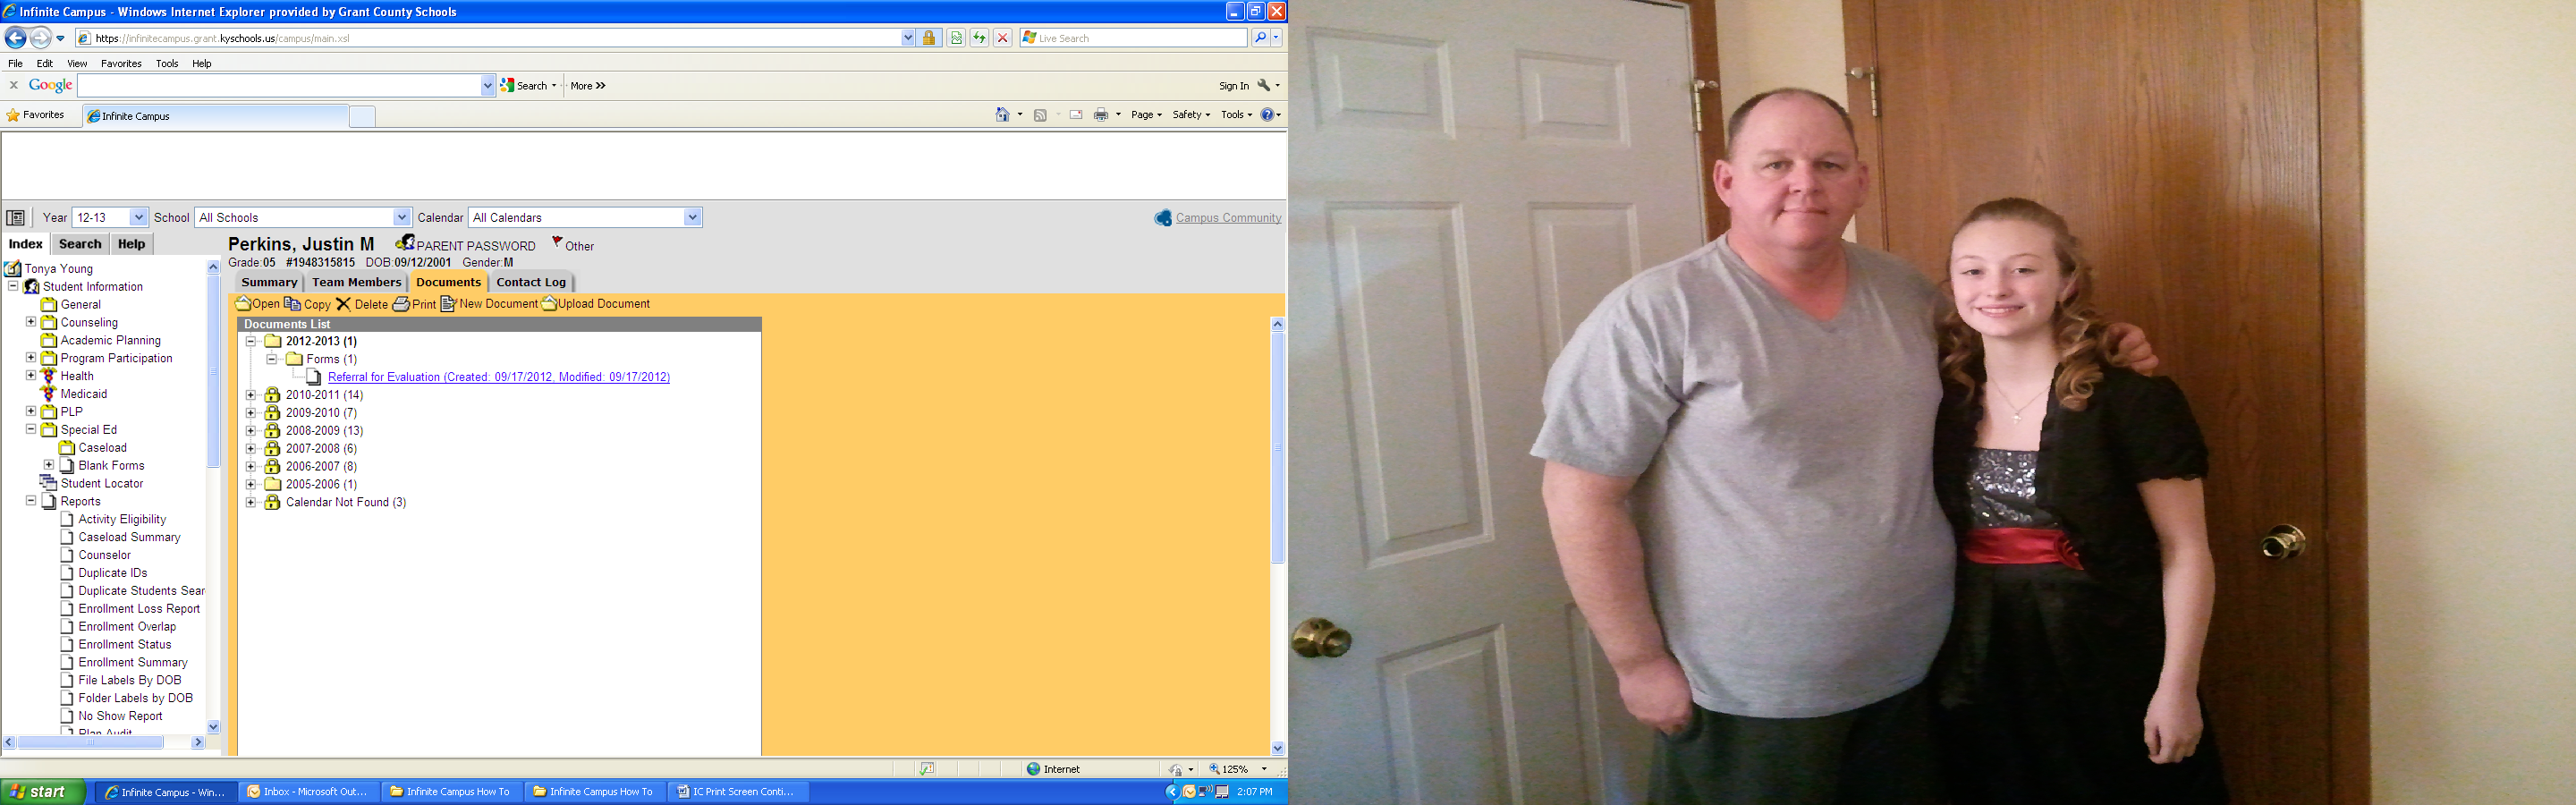 Infinite Campus - Windows Internet Explorer provided by Grant County Schools
https://infinitecampus.grant.kyschools.us/campus/main.xsl
Live Search
File Edit View Favorites Tools Help
x Google Search More »
Sign In
Favorites Infinite Campus
Page Safety Tools
Year 12-13 School All Schools Calendar All Calendars Campus Community
Index Search Help
Perkins, Justin M PARENT PASSWORD Other
Grade:05 #1948315815 DOB:09/12/2001 Gender:M
Summary Team Members Documents Contact Log
Open Copy Delete Print New Document Upload Document
Documents List
2012-2013 (1)
Forms (1)
Referral for Evaluation (Created: 09/17/2012, Modified: 09/17/2012)
2010-2011 (14)
2009-2010 (7)
2008-2009 (13)
2007-2008 (6)
2006-2007 (8)
2005-2006 (1)
Calendar Not Found (3)
Tonya Young
Student Information
General
Counseling
Academic Planning
Program Participation
Health
Medicaid
PLP
Special Ed
Caseload
Blank Forms
Student Locator
Reports
Activity Eligibility
Caseload Summary
Counselor
Duplicate IDs
Duplicate Students Sear
Enrollment Loss Report
Enrollment Overlap
Enrollment Status
Enrollment Summary
File Labels By DOB
Folder Labels by DOB
No Show Report
Plan Audit
Internet 125%
start Infinite Campus - Win... Inbox - Microsoft Out... Infinite Campus How To Infinite Campus How To IC Print Screen Conti... 2:07 PM